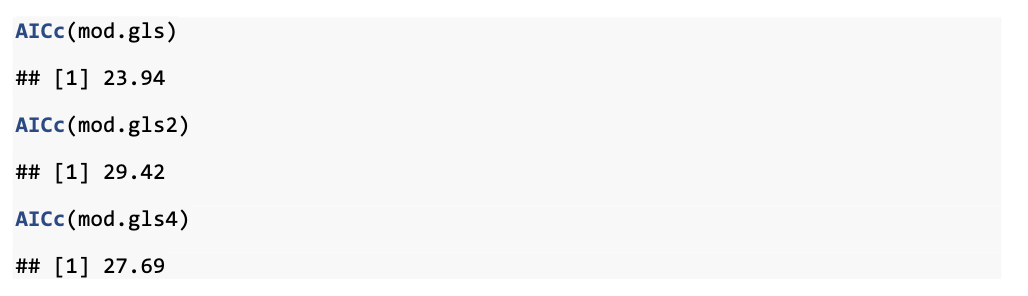 AICc(mod.gls)
## [1] 23.94
AICc(mod.gls2)
## [1] 29.42
AICc(mod.gls4)
## [1] 27.69